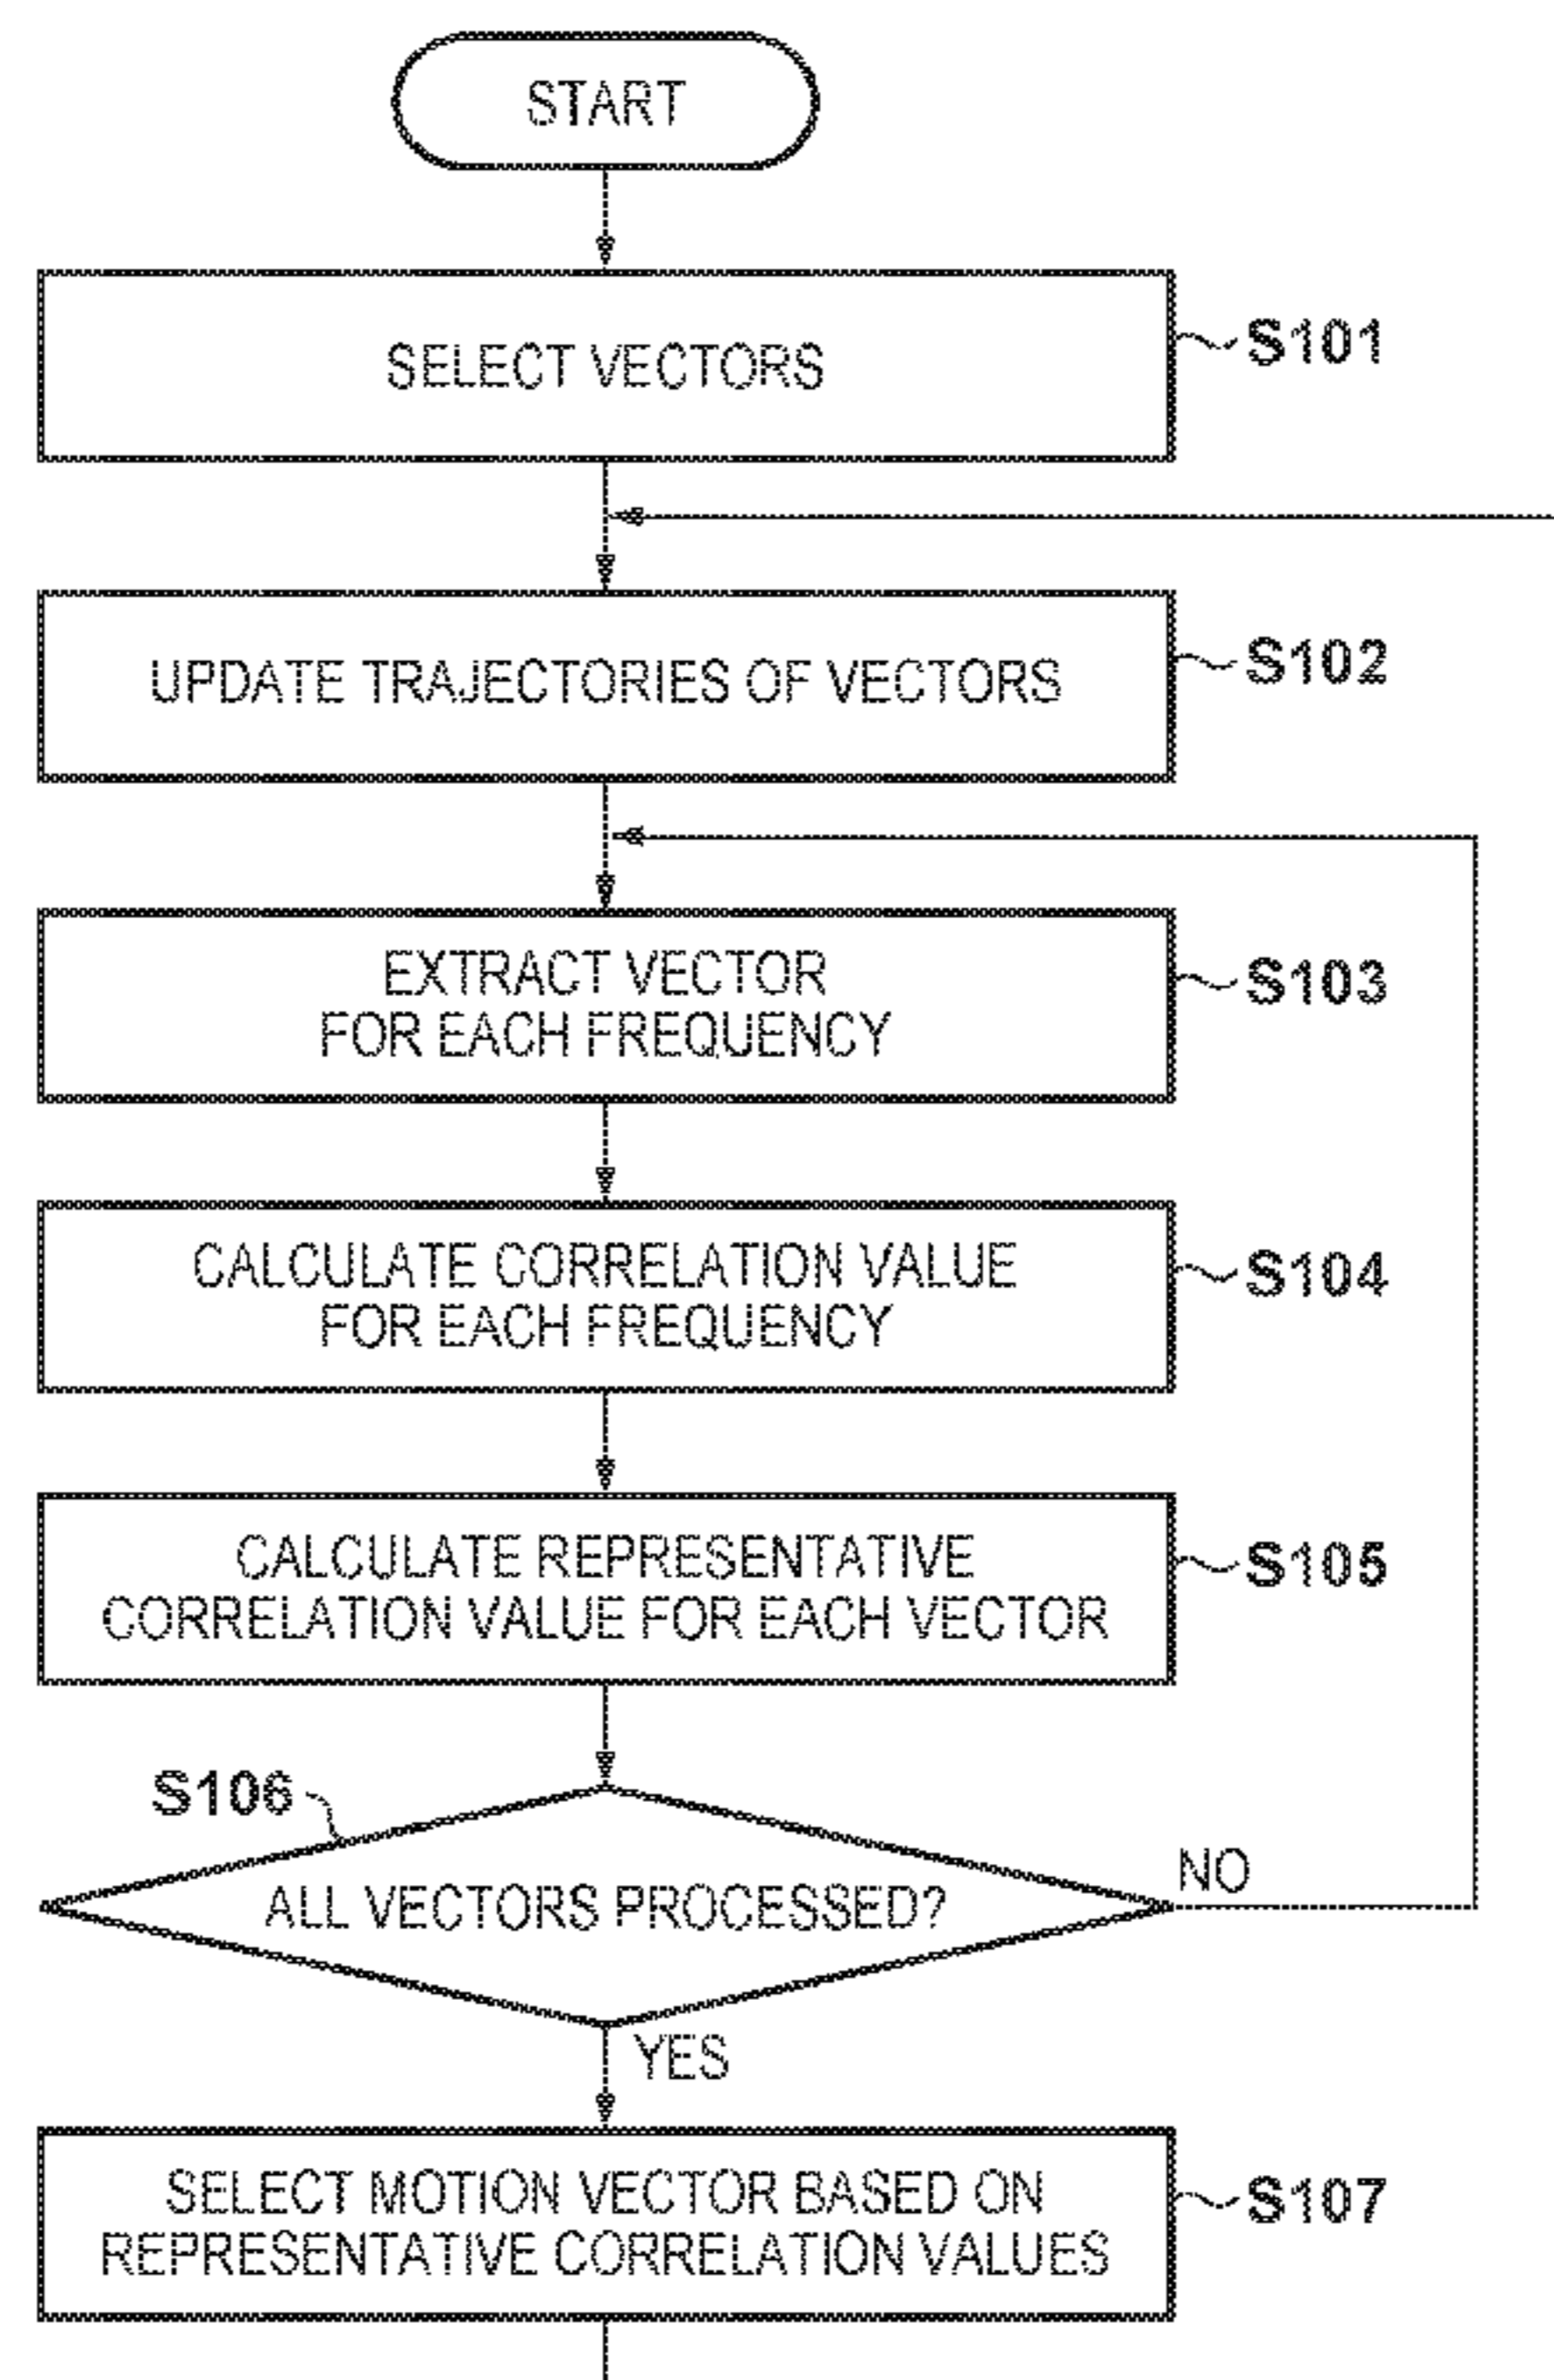 START
SELECT VECTORS
S101
UPDATE TRAJECTORIES OF VECTORS
S102
EXTRACT VECTOR
FOR EACH FREQUENCY
S103
CALCULATE CORRELATION VALUE
FOR EACH FREQUENCY
S104
CALCULATE REPRESENTATIVE
CORRELATION VALUE FOR EACH VECTOR
S105
S106
ALL VECTORS PROCESSED?
NO
YES
SELECT MOTION VECTOR BASED ON
REPRESENTATIVE CORRELATION VALUES
S107